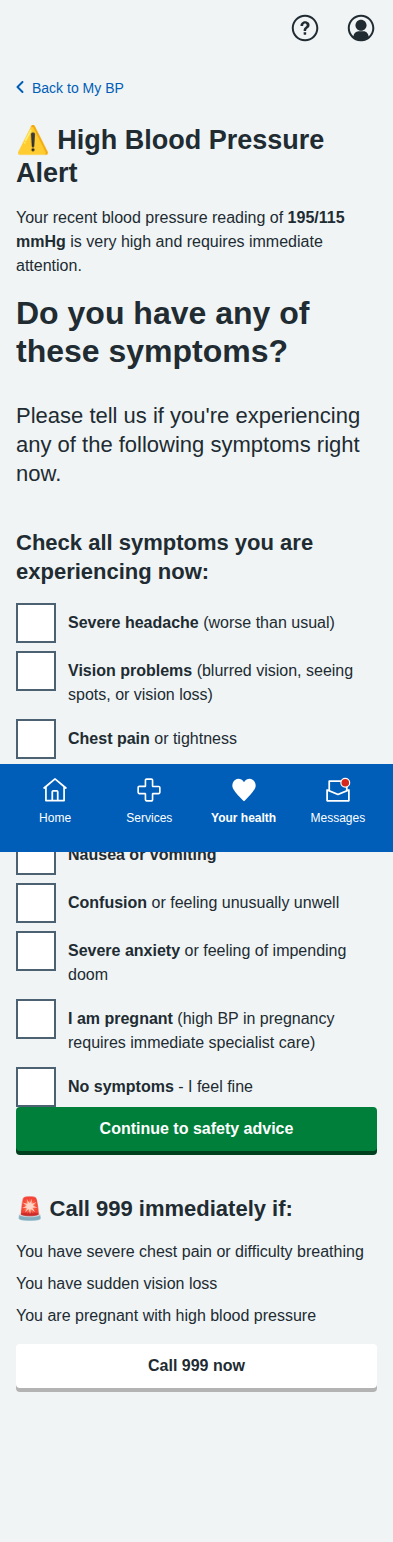 Back to My BP
⚠️ High Blood Pressure
Alert
Your recent blood pressure reading of 195/115
mmHg is very high and requires immediate
attention.
Do you have any of
these symptoms?
Please tell us if you're experiencing
any of the following symptoms right
now.
Check all symptoms you are
experiencing now:
Severe headache (worse than usual)
Vision problems (blurred vision, seeing
spots, or vision loss)
Chest pain or tightness
Home Services Your health Messages
Nausea or vomiting
Confusion or feeling unusually unwell
Severe anxiety or feeling of impending
doom
I am pregnant (high BP in pregnancy
requires immediate specialist care)
No symptoms - I feel fine
Continue to safety advice
🚨 Call 999 immediately if:
You have severe chest pain or difficulty breathing
You have sudden vision loss
You are pregnant with high blood pressure
Call 999 now